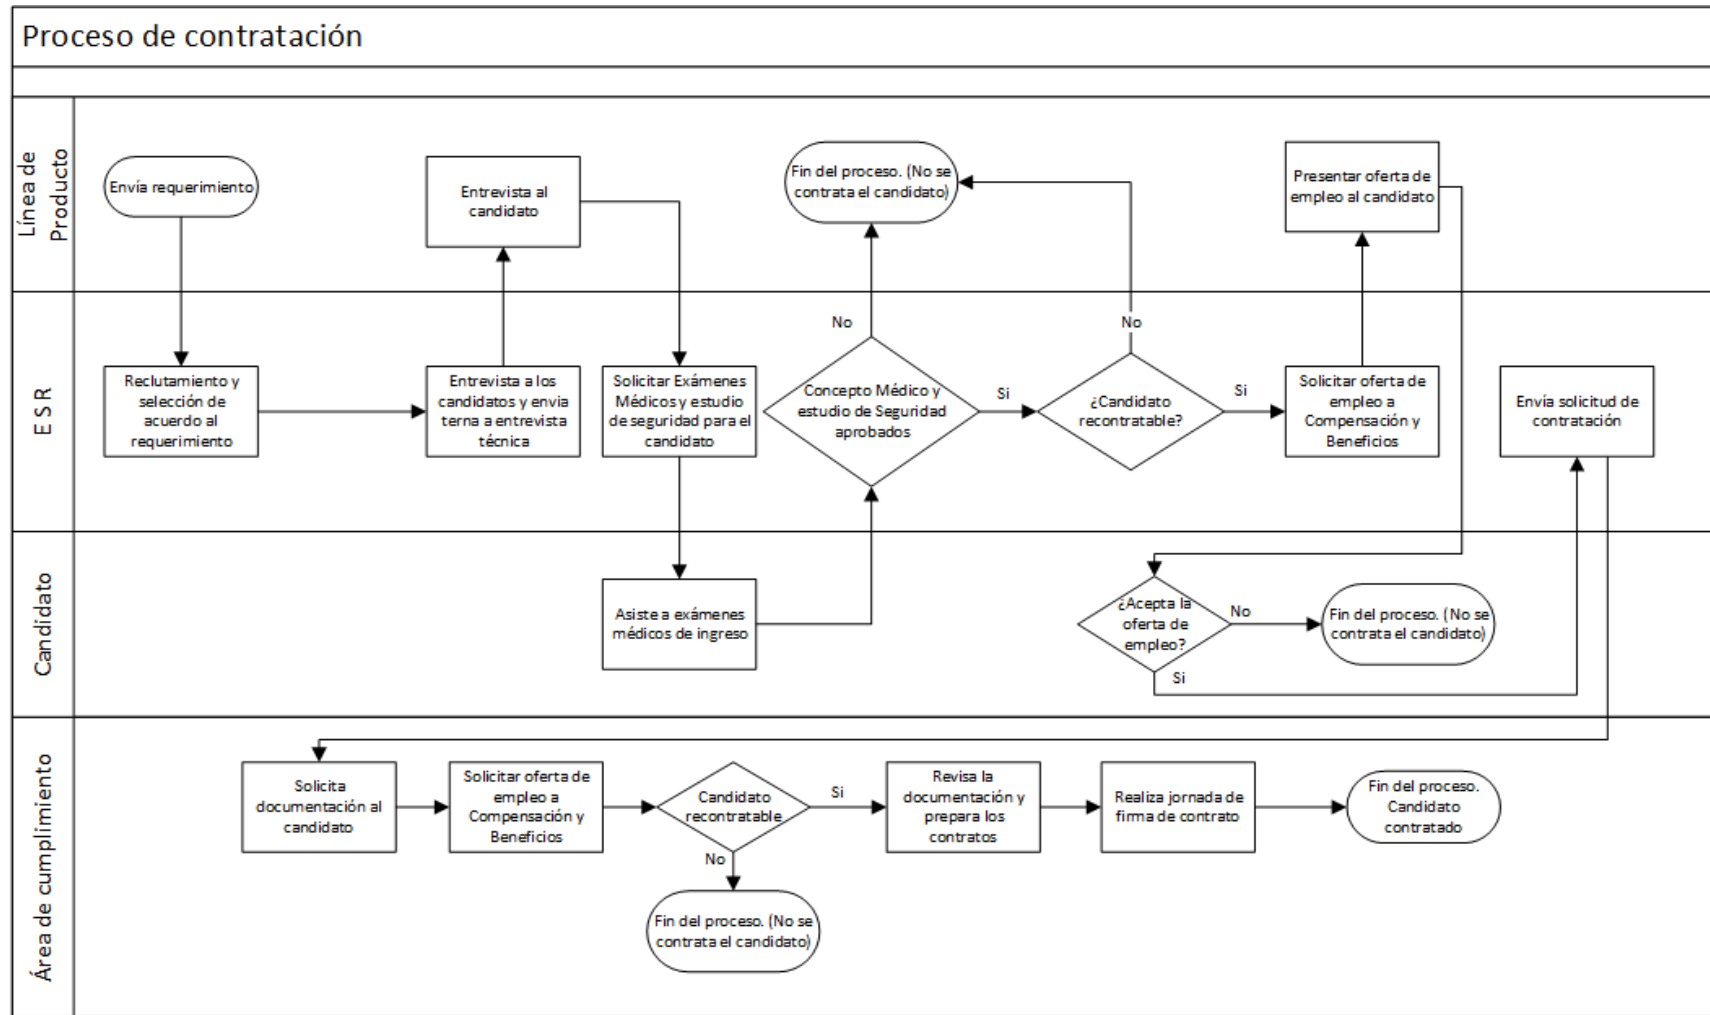 Proceso de contratación
Línea de
Producto
Envía requerimiento
Entrevista al
candidato
Fin del proceso. (No se
contrata el candidato)
Presentar oferta de
empleo al candidato
E S R
Reclutamiento y
selección de
acuerdo al
requerimiento
Entrevista a los
candidatos y envia
terna a entrevista
técnica
Solicitar Exámenes
Médicos y estudio
de seguridad para el
candidato
No
Concepto Médico y
estudio de Seguridad
aprobados
Si
No
¿Candidato
recontratable?
Si
Solicitar oferta de
empleo a
Compensación y
Beneficios
Envía solicitud de
contratación
Candidato
Asiste a exámenes
médicos de ingreso
¿Acepta la
oferta de
empleo?
No
Si
Fin del proceso. (No se
contrata el candidato)
Área de cumplimiento
Solicita
documentación al
candidato
Solicitar oferta de
empleo a
Compensación y
Beneficios
Candidato
recontratable
Si
No
Revisa la
documentación y
prepara los
contratos
Realiza jornada de
firma de contrato
Fin del proceso.
Candidato
contratado
Fin del proceso. (No se
contrata el candidato)